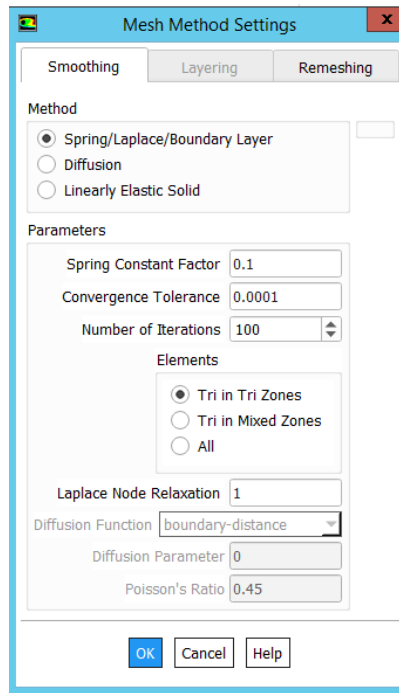 Mesh Method Settings
x
Smoothing
Layering
Remeshing
Method
Spring/Laplace/Boundary Layer
Diffusion
Linearly Elastic Solid
Parameters
Spring Constant Factor 0.1
Convergence Tolerance 0.0001
Number of Iterations 100
Elements
Tri in Tri Zones
Tri in Mixed Zones
All
Laplace Node Relaxation 1
Diffusion Function boundary-distance
Diffusion Parameter 0
Poisson's Ratio 0.45
OK Cancel Help